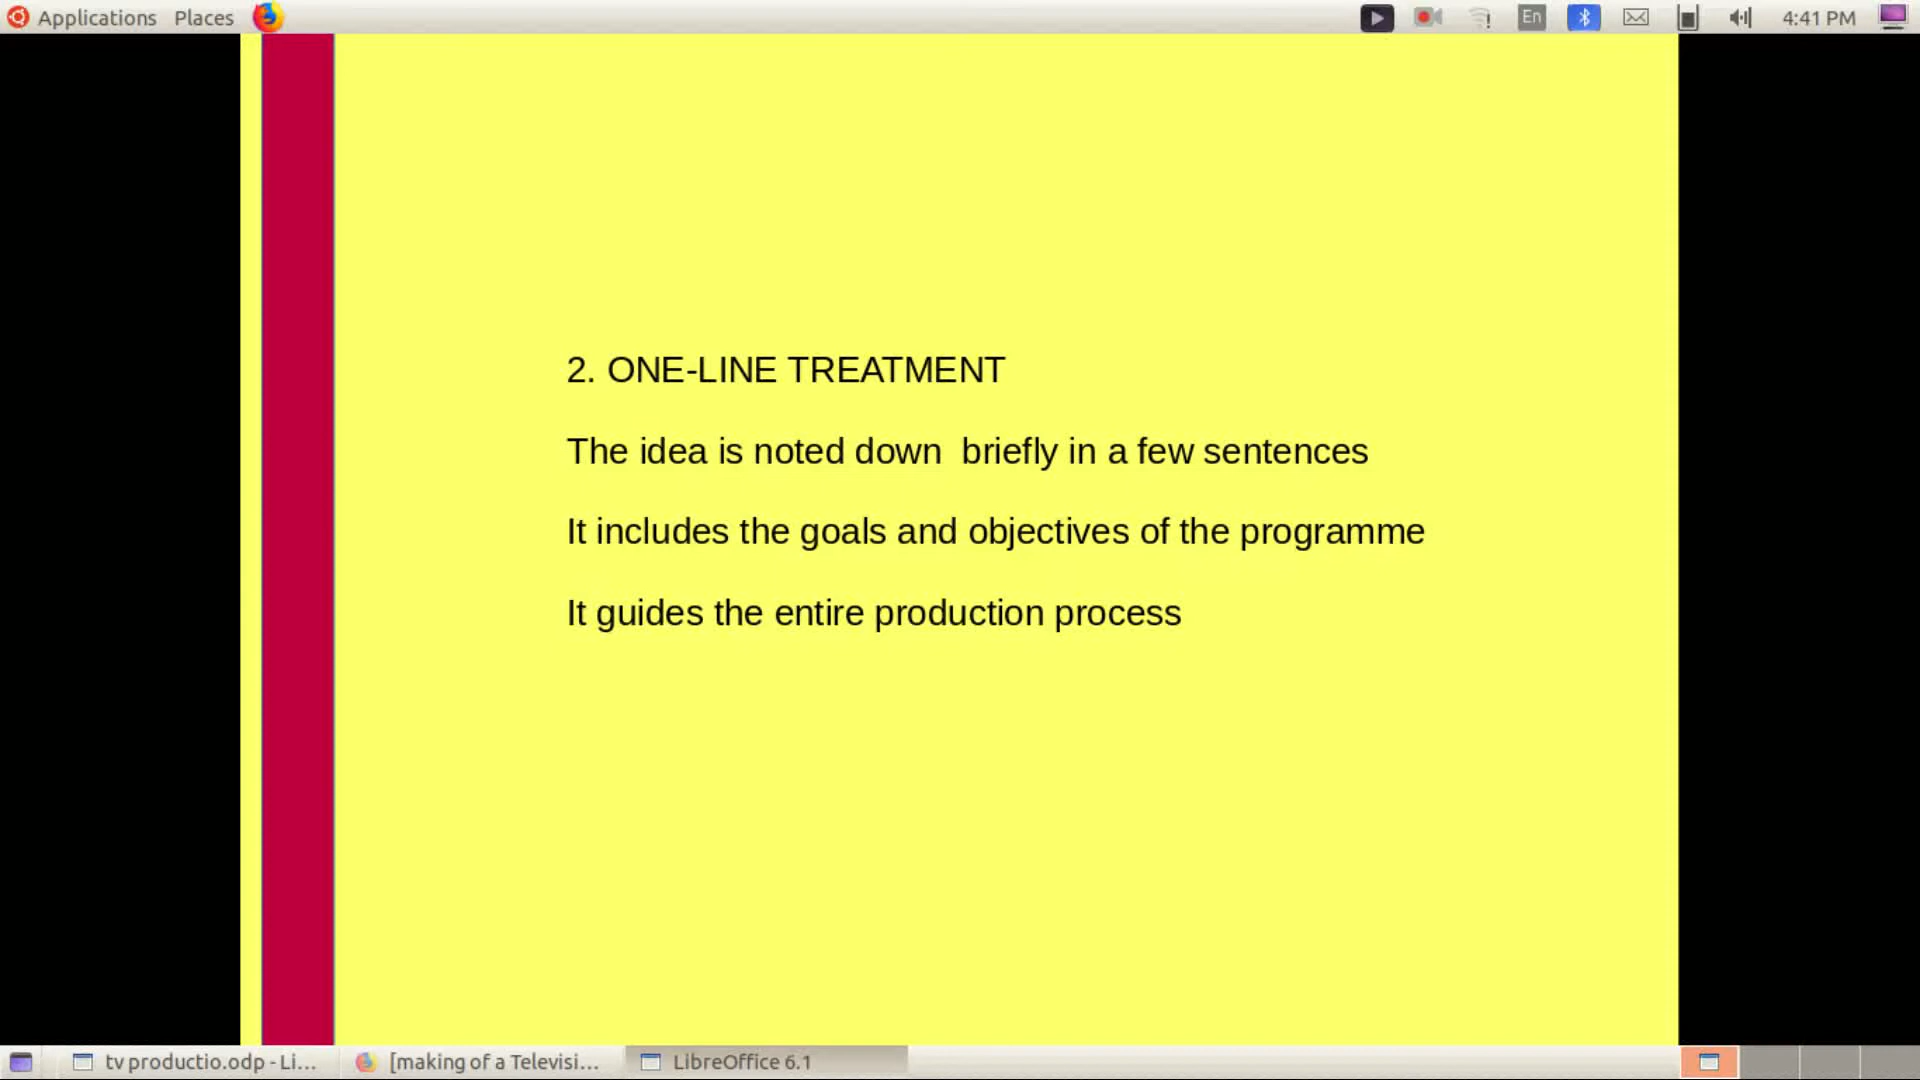 Applications Places
En
4:41 PM
2. ONE-LINE TREATMENT
The idea is noted down  briefly in a few sentences
It includes the goals and objectives of the programme
It guides the entire production process
tv productio.odp - Li...
[making of a Televisi...
LibreOffice 6.1